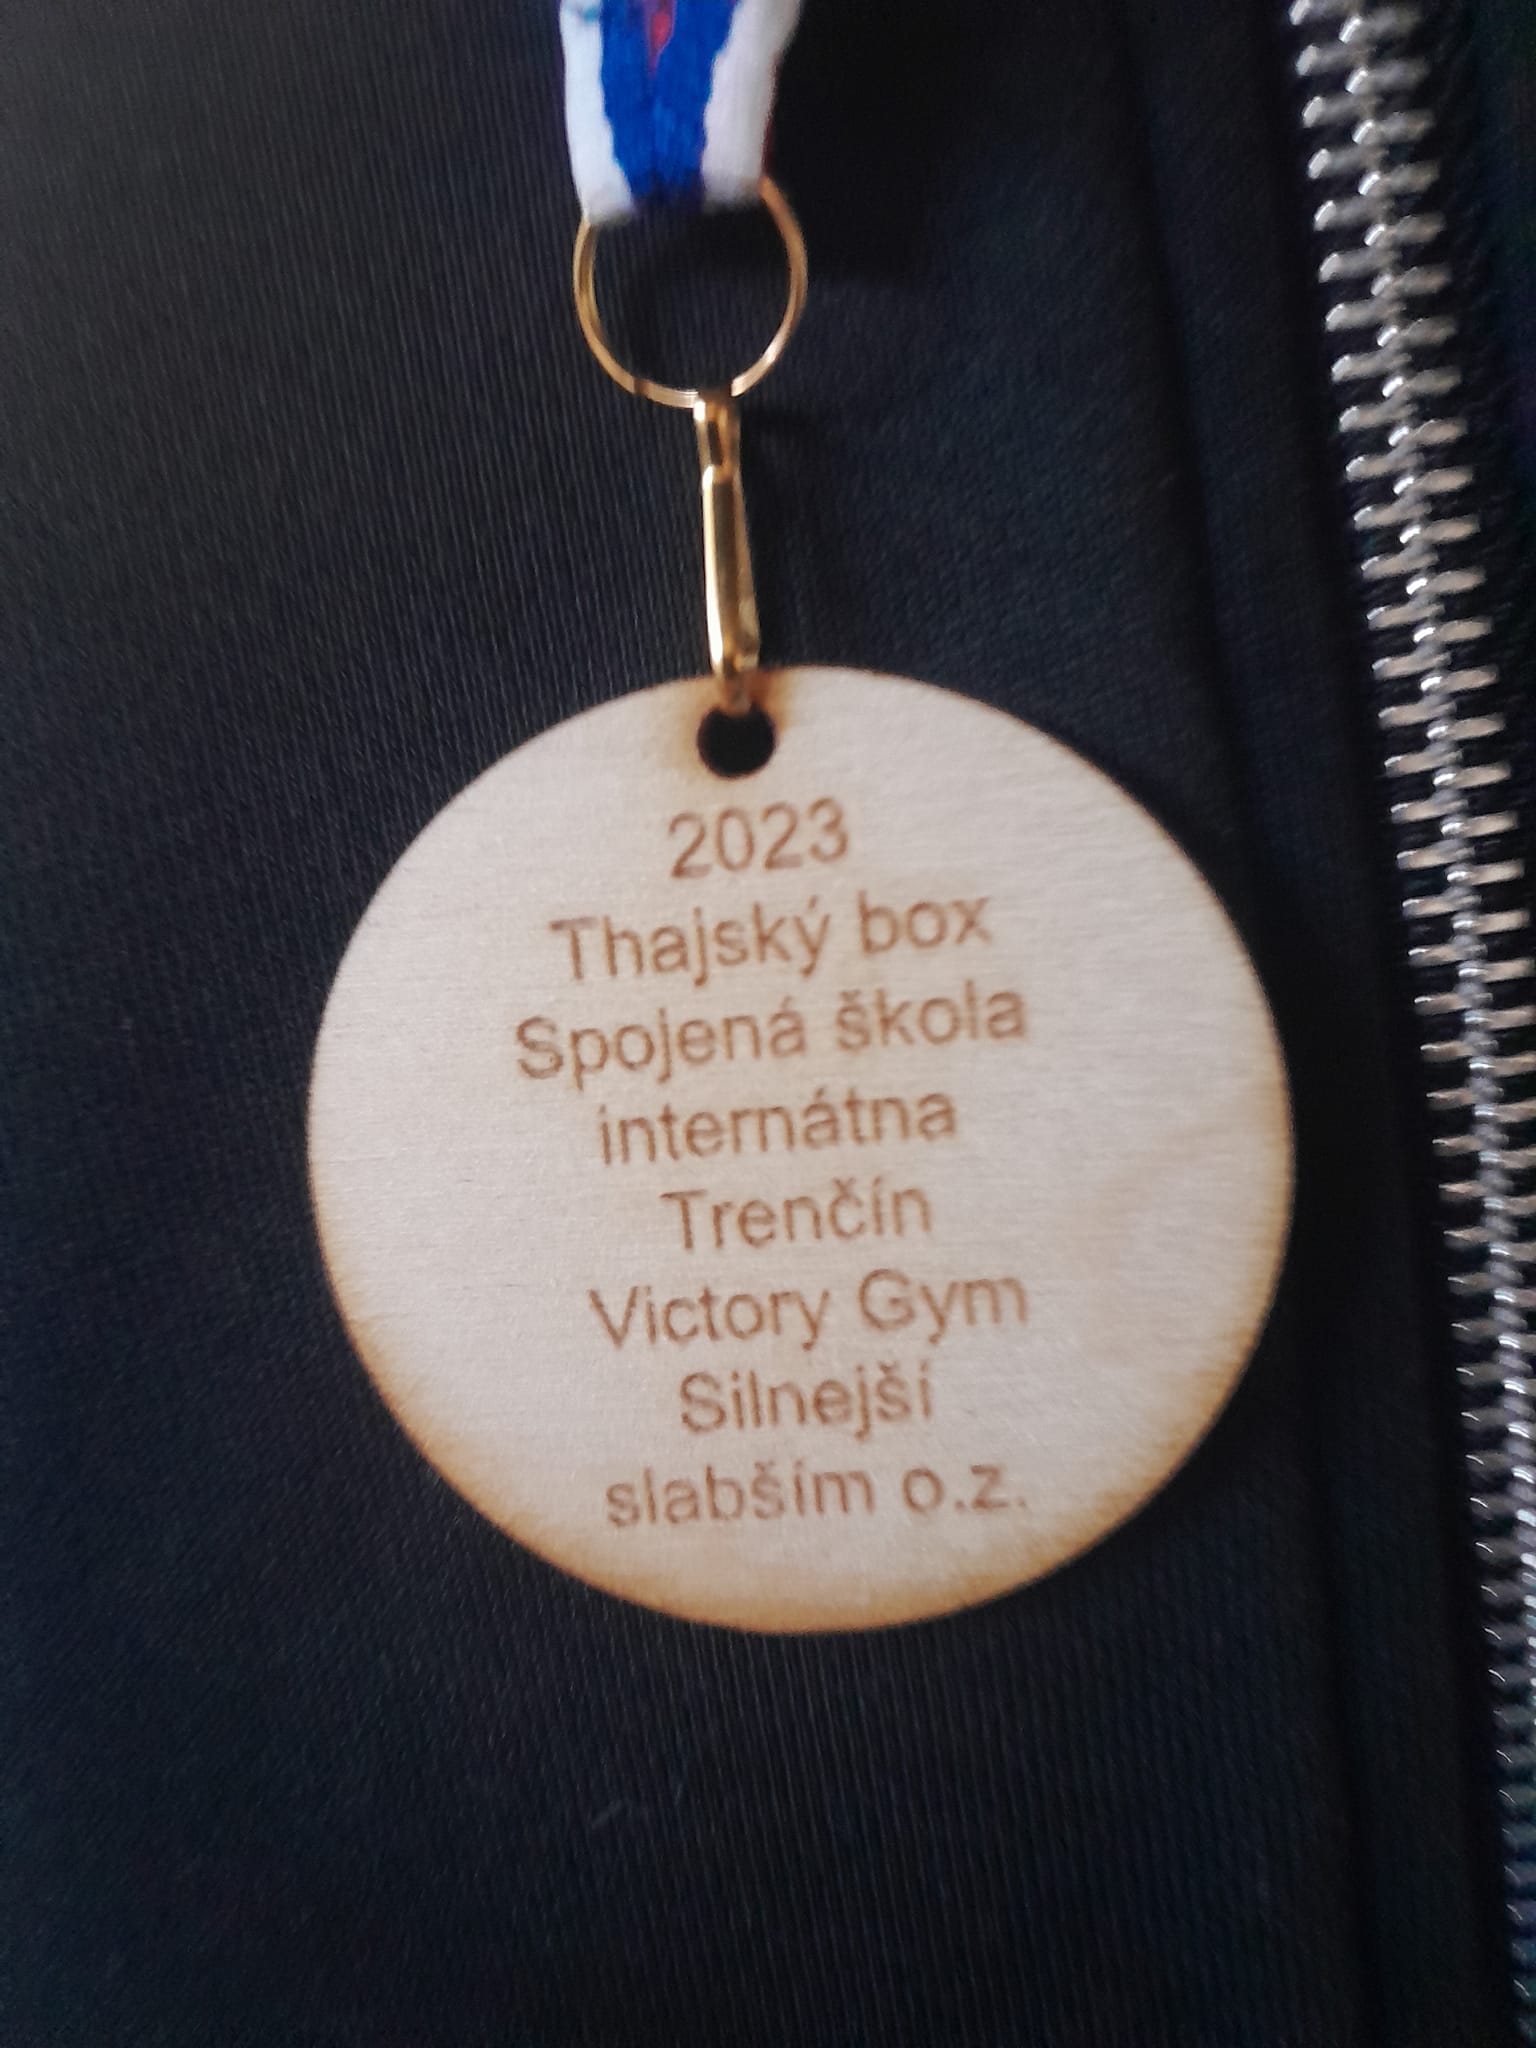 2023
Thajský box
Spojená škola
internátna
Trenčín
Victory Gym
Silnejší
slabším o.z.